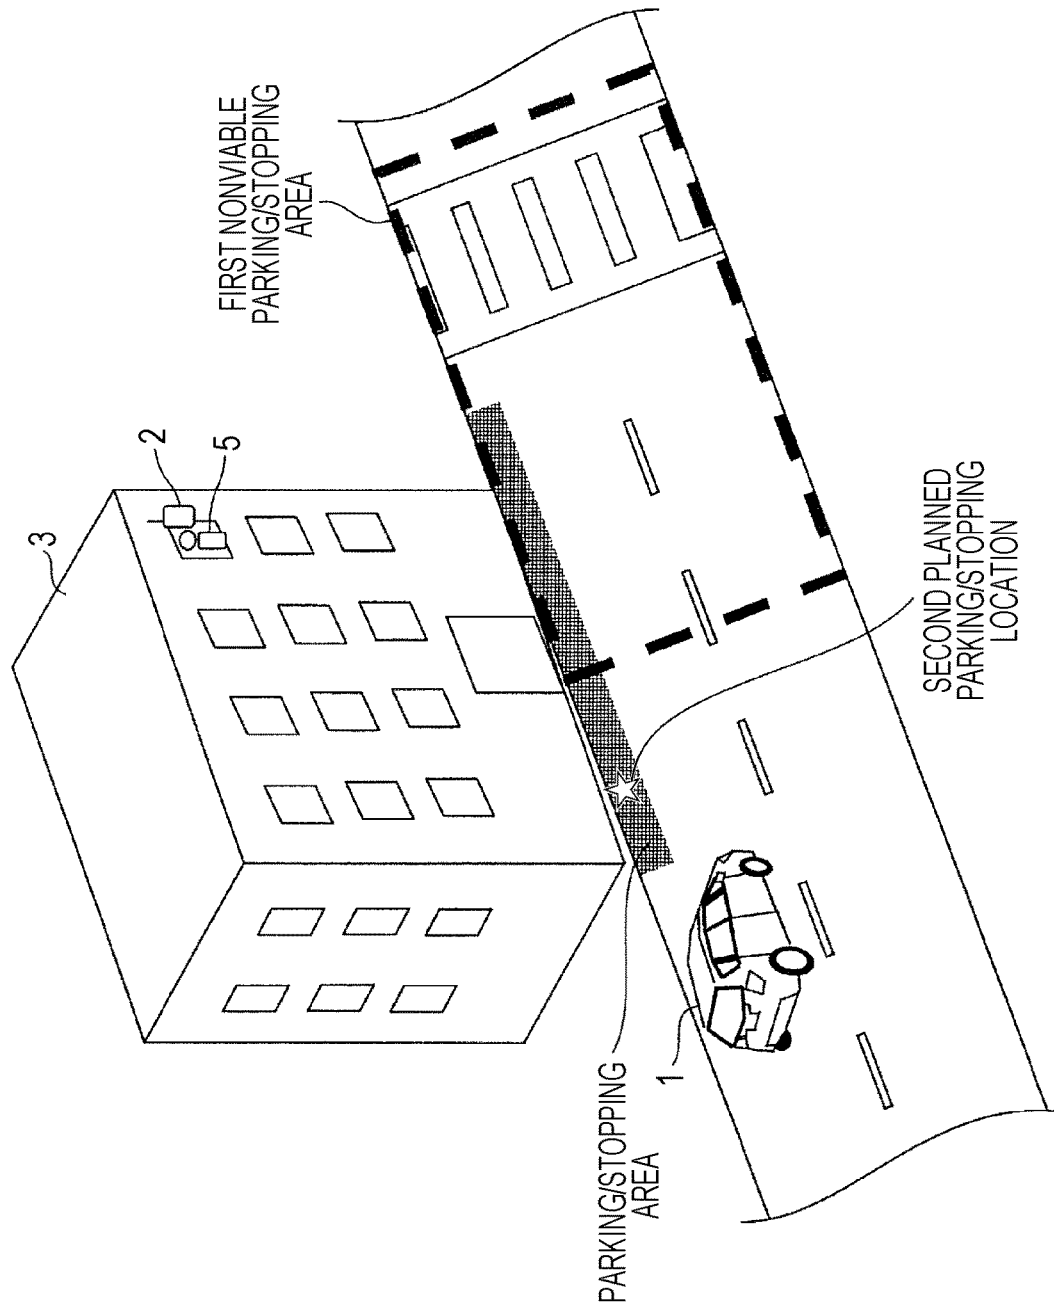 FIRST NONVIABLE
PARKING/STOPPING
AREA
2
5
3
SECOND PLANNED
PARKING/STOPPING
LOCATION
1
PARKING/STOPPING
AREA